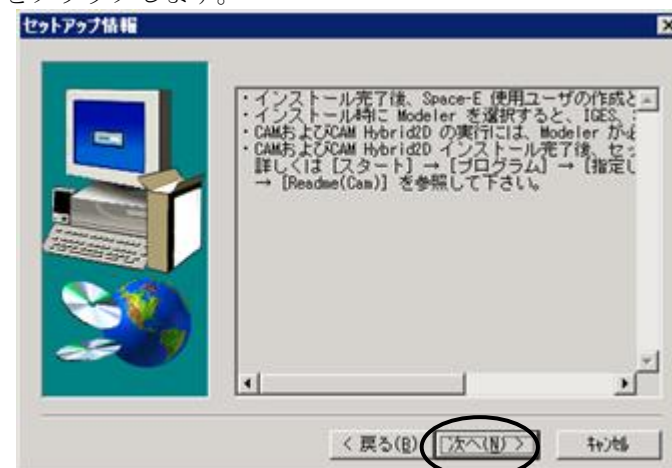 をクリックします。
セットアップ情報
・インストール完了後、Space-E 使用ユーザの作成と
・インストール時に Modeler を選択すると、IGES、
・CAMおよびCAM Hybrid2D の実行には、Modeler が必
・CAMおよびCAM Hybrid2D インストール完了後、セッ
詳しくは [スタート] → [プログラム] → [指定し
→ [Readme(Cam)] を参照して下さい。
< 戻る(B) 次へ(N) > キャンセル